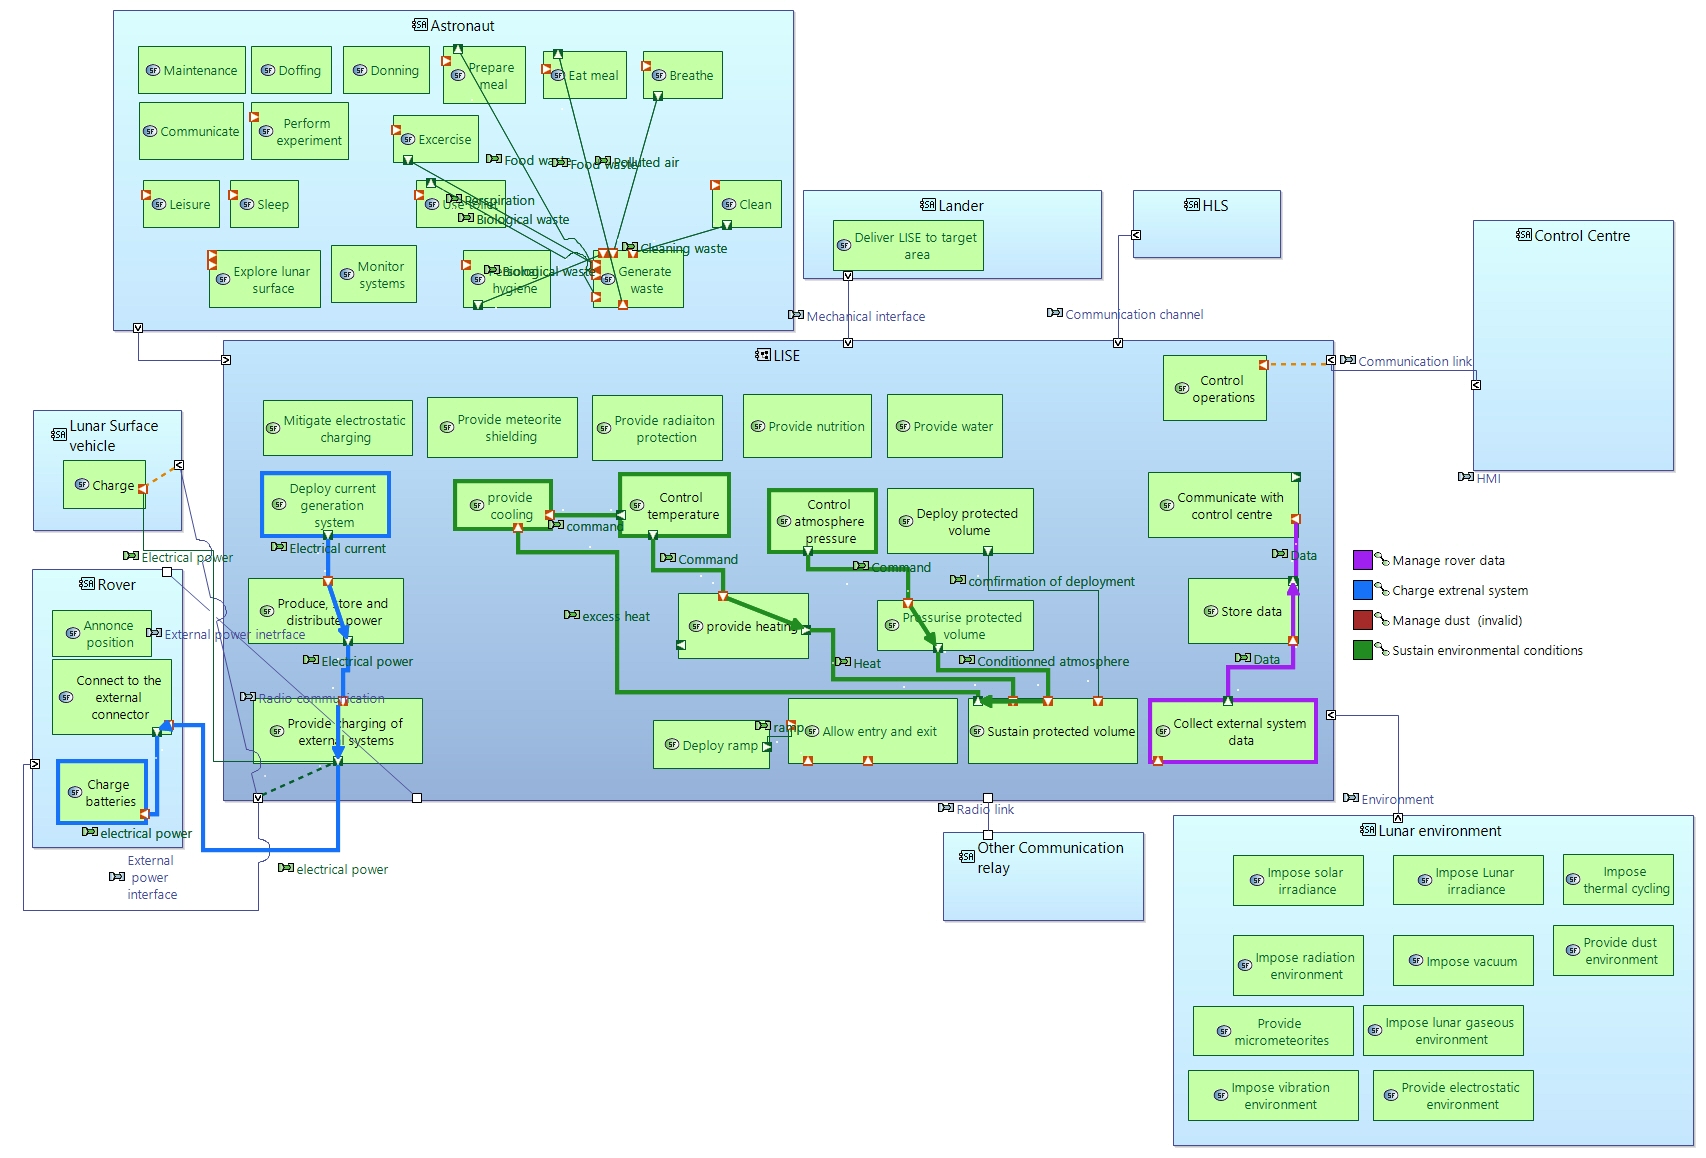 Astronaut
Maintenance
Doffing
Donning
Prepare
meal
Eat meal
Breathe
Communicate
Perform
experiment
Excercise
Food waste
Food waste
Polluted air
Leisure
Sleep
Use toilet
Perspiration
Biological waste
Clean
Cleaning waste
Explore lunar
surface
Monitor
systems
hygiene
Biological waste
Generate
waste
Lander
Deliver LISE to target
area
HLS
Control Centre
Mechanical interface
Communication channel
LISE
Control
operations
Communication link
HMI
Mitigate electrostatic
charging
Provide meteorite
shielding
Provide radiaiton
protection
Provide nutrition
Provide water
Lunar Surface
vehicle
Charge
Electrical power
Deploy current
generation
system
Electrical current
provide
cooling
command
Control
temperature
Command
Control
atmosphere
pressure
Command
Deploy protected
volume
comfirmation of deployment
Communicate with
control centre
Data
Rover
Annonce
position
External power inetrface
Produce, store and
distribute power
Electrical power
excess heat
provide heating
Heat
Pressurise protected
volume
Conditionned atmosphere
Store data
Data
Manage rover data
Charge extrenal system
Manage dust (invalid)
Sustain environmental conditions
Connect to the
external
connector
Radio communication
Provide charging of
external systems
Deploy ramp
ramp
Allow entry and exit
Sustain protected volume
Collect external system
data
Charge
batteries
electrical power
External
power
interface
electrical power
Radio link
Environment
Other Communication
relay
Lunar environment
Impose solar
irradiance
Impose Lunar
irradiance
Impose
thermal cycling
Impose radiation
environment
Impose vacuum
Provide dust
environment
Provide
micrometeorites
Impose lunar gaseous
environment
Impose vibration
environment
Provide electrostatic
environment